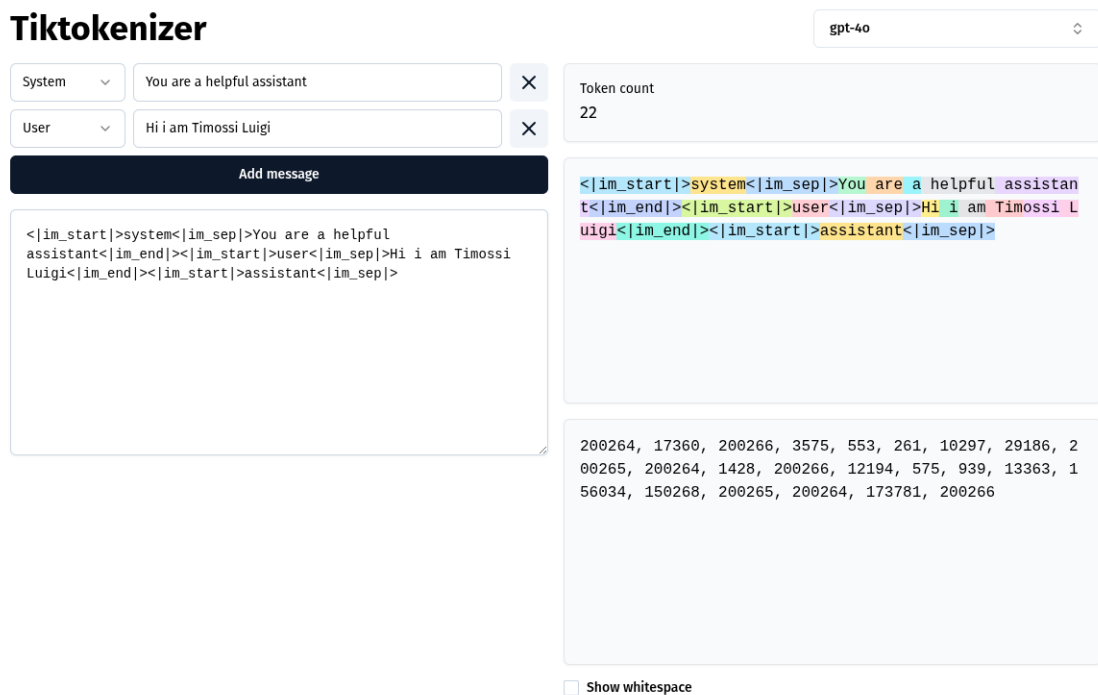 Tiktokenizer
gpt-4o
System
You are a helpful assistant
User
Hi i am Timossi Luigi
Add message
<|im_start|>system<|im_sep|>You are a helpful
assistant<|im_end|><|im_start|>user<|im_sep|>Hi i am Timossi
Luigi<|im_end|><|im_start|>assistant<|im_sep|>
Token count
22
<|im_start|>system<|im_sep|>You are a helpful assistan
t<|im_end|><|im_start|>user<|im_sep|>Hi i am Timossi L
uigi<|im_end|><|im_start|>assistant<|im_sep|>
200264, 17360, 200266, 3575, 553, 261, 10297, 29186, 2
00265, 200264, 1428, 200266, 12194, 575, 939, 13363, 1
56034, 150268, 200265, 200264, 173781, 200266
Show whitespace